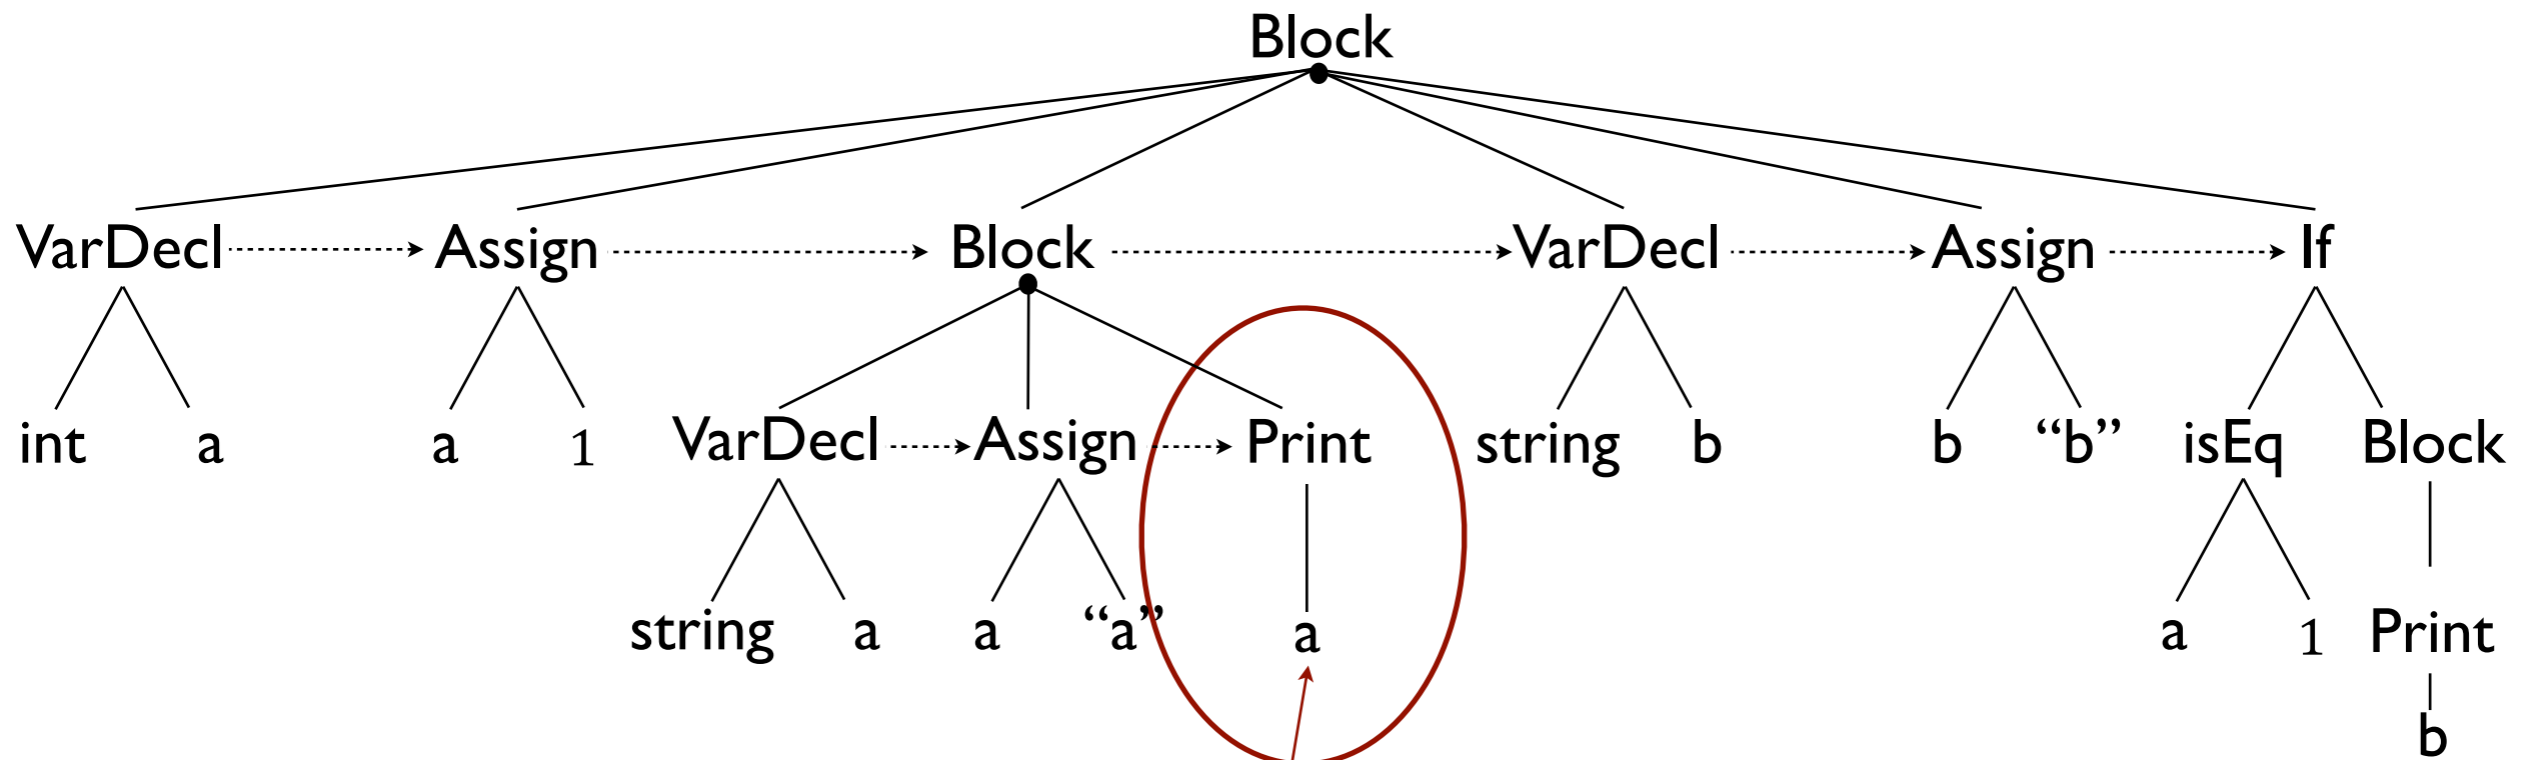 Block
VarDecl Assign Block VarDecl Assign If
int a a 1 VarDecl Assign Print string b b “b” isEq Block
string a a “a” a a 1 Print
b